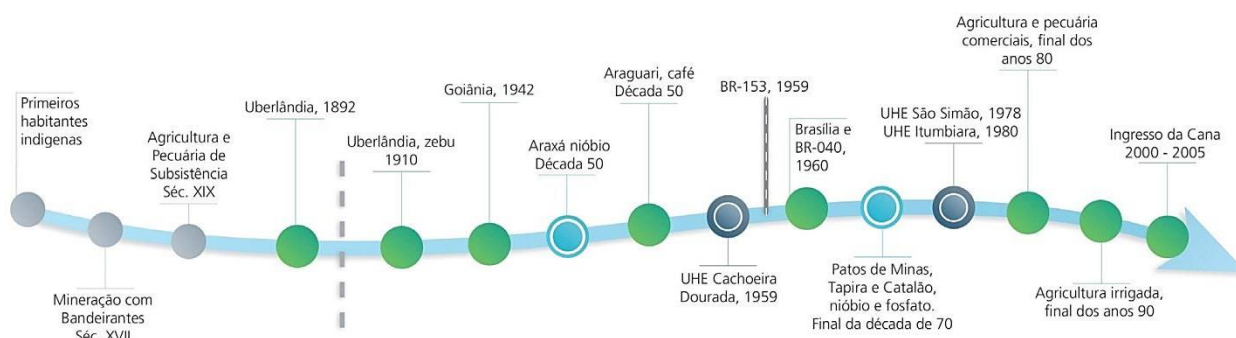 Primeiros
habitantes
indigenas
Mineração com
Bandeirantes
Séc. XVII
Agricultura e
Pecuária de
Subsistência
Séc. XIX
Uberlândia, 1892
Uberlândia, zebu
1910
Goiânia, 1942
Araxá nióbio
Década 50
Araguari, café
Década 50
UHE Cachoeira
Dourada, 1959
BR-153, 1959
Brasília e
BR-040,
1960
Patos de Minas,
Tapira e Catalão,
nióbio e fosfato.
Final da década de 70
UHE São Simão, 1978
UHE Itumbiara, 1980
Agricultura e pecuária
comerciais, final dos
anos 80
Agricultura irrigada,
final dos anos 90
Ingresso da Cana
2000 - 2005